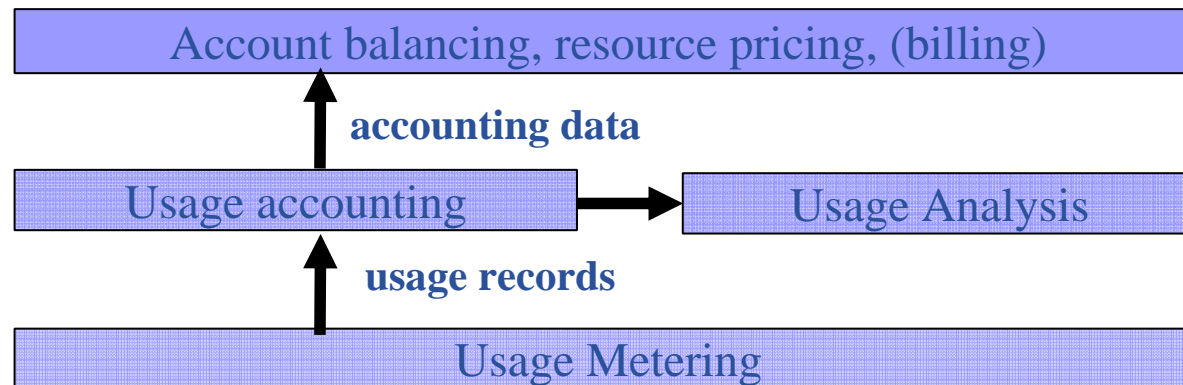 Account balancing, resource pricing, (billing)
accounting data
Usage accounting
Usage Analysis
usage records
Usage Metering